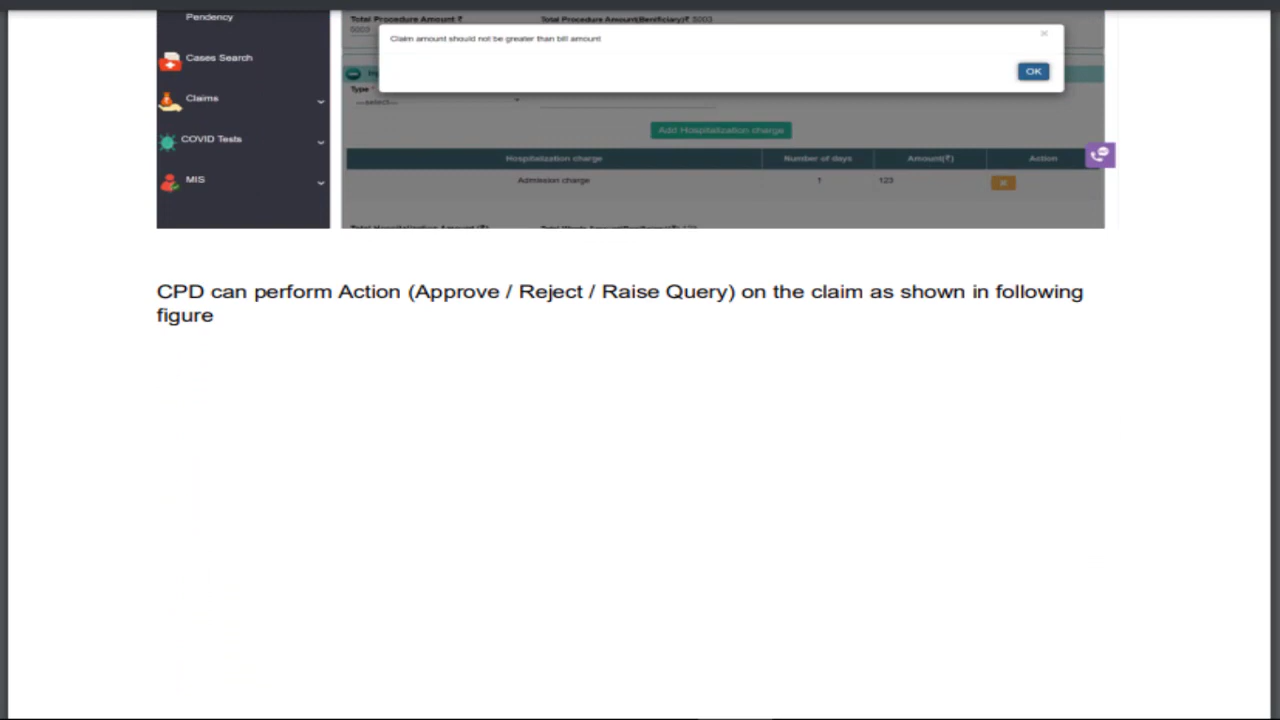 Pendency
Total Procedure Amount ₹
Total Procedure Amount(Benificiary)₹ 5003
Claim amount should not be greater than bill amount
×
OK
Cases Search
Type *
---select---
Claims
Add Hospitalization charge
COVID Tests
Hospitalization charge Number of days Amount(₹) Action
Admission charge 1 123
MIS
CPD can perform Action (Approve / Reject / Raise Query) on the claim as shown in following
figure